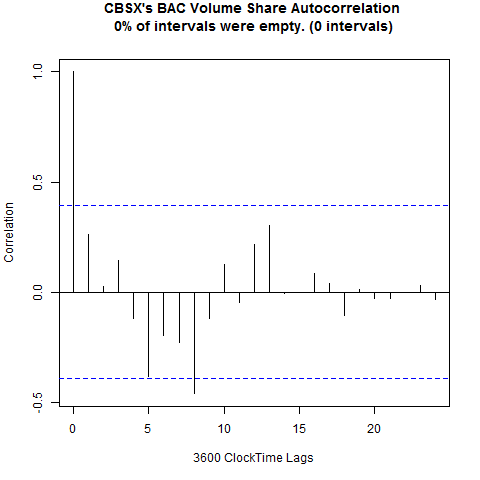 CBSX's BAC Volume Share Autocorrelation
0% of intervals were empty. (0 intervals)
1.0
0.5
0.0
-0.5
Correlation
0 5 10 15 20
3600 ClockTime Lags